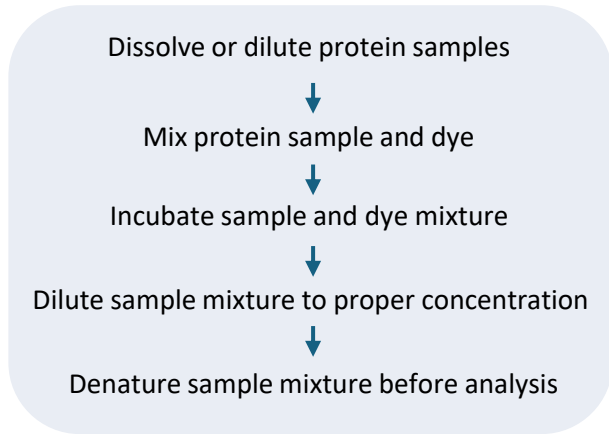 Dissolve or dilute protein samples
Mix protein sample and dye
Incubate sample and dye mixture
Dilute sample mixture to proper concentration
Denature sample mixture before analysis